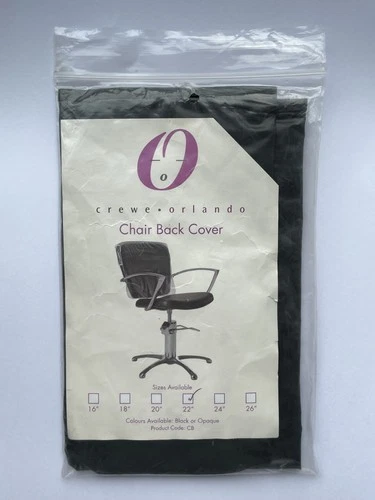 crewe • orlando
Chair Back Cover
Sizes Available
16" 18" 20" 22" 24" 26"
Colours Available: Black or Opaque
Product Code: CB